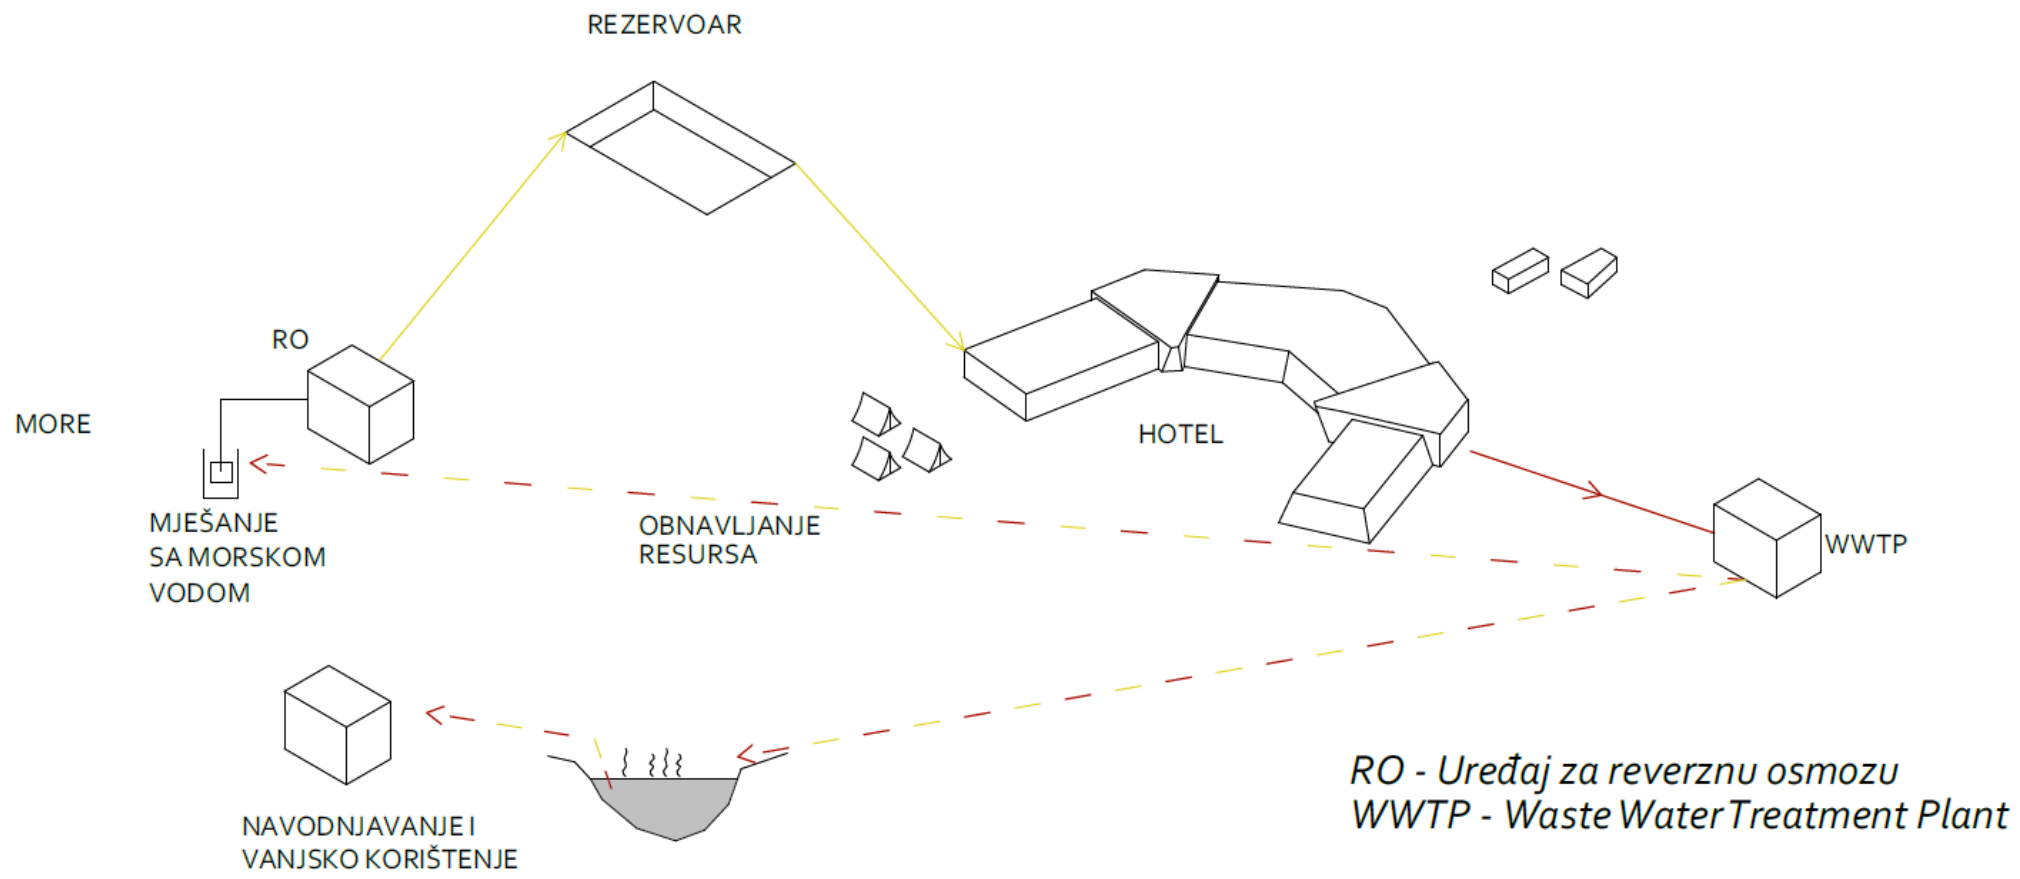 REZERVOAR
RO
MORE
HOTEL
MJEŠANJE
SA MORSKOM
VODOM
OBNAVLJANJE
RESURSA
WWTP
NAVODNJAVANJE I
VANJSKO KORIŠTENJE
RO - Uređaj za reverznu osmozu
WWTP - Waste Water Treatment Plant